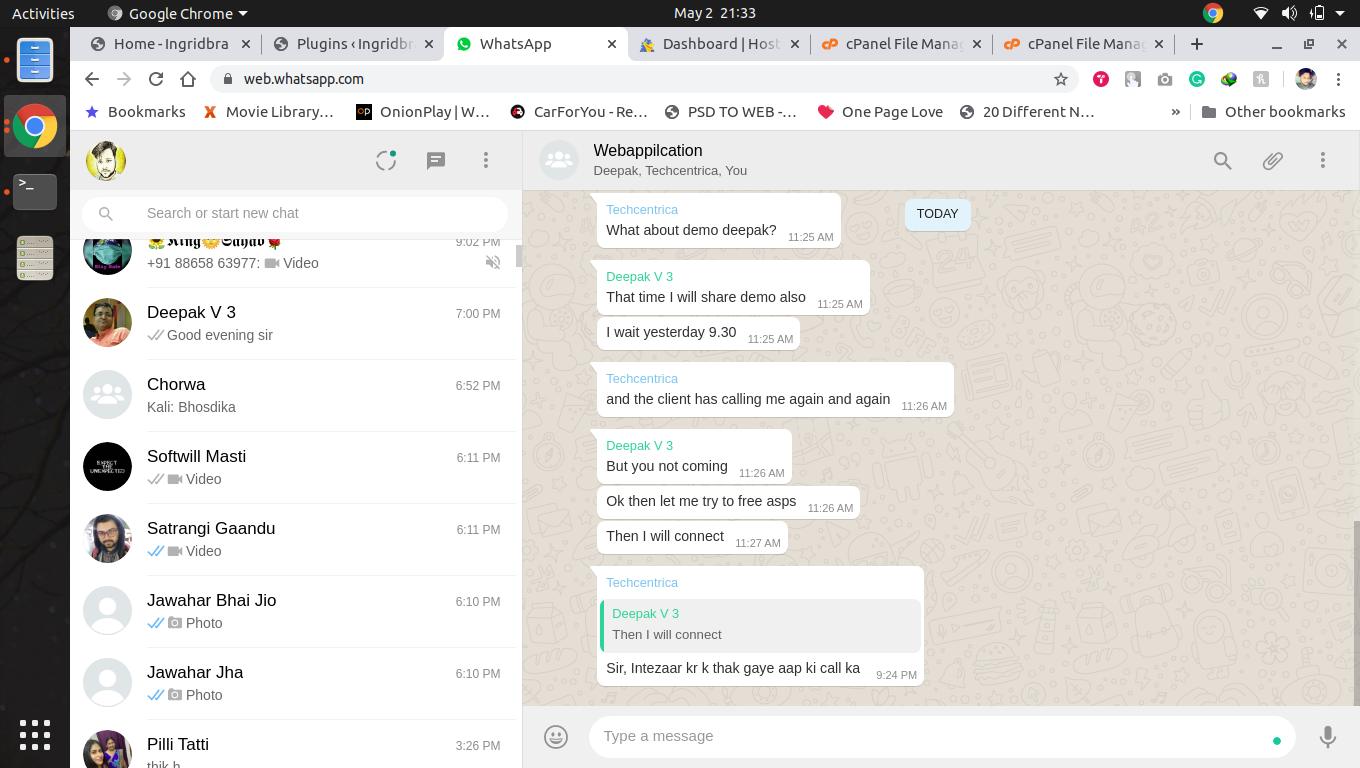 Activities
Google Chrome
May 2 21:33
Home - Ingridbra
Plugins ‹ Ingridbr
WhatsApp
Dashboard | Host
cPanel File Manag
cPanel File Manag
web.whatsapp.com
Bookmarks
Movie Library…
OnionPlay | W…
CarForYou - Re…
PSD TO WEB -…
One Page Love
20 Different N…
»
Other bookmarks
Search or start new chat
9:02 PM
+91 88658 63977: Video
Deepak V 3
7:00 PM
Good evening sir
Chorwa
6:52 PM
Kali: Bhosdika
Softwill Masti
6:11 PM
Video
Satrangi Gaandu
6:11 PM
Video
Jawahar Bhai Jio
6:10 PM
Photo
Jawahar Jha
6:10 PM
Photo
Pilli Tatti
3:26 PM
Webappilcation
Deepak, Techcentrica, You
TODAY
Techcentrica
What about demo deepak?
11:25 AM
Deepak V 3
That time I will share demo also
11:25 AM
I wait yesterday 9.30
11:25 AM
Techcentrica
and the client has calling me again and again
11:26 AM
Deepak V 3
But you not coming
11:26 AM
Ok then let me try to free asps
11:26 AM
Then I will connect
11:27 AM
Techcentrica
Deepak V 3
Then I will connect
Sir, Intezaar kr k thak gaye aap ki call ka
9:24 PM
Type a message